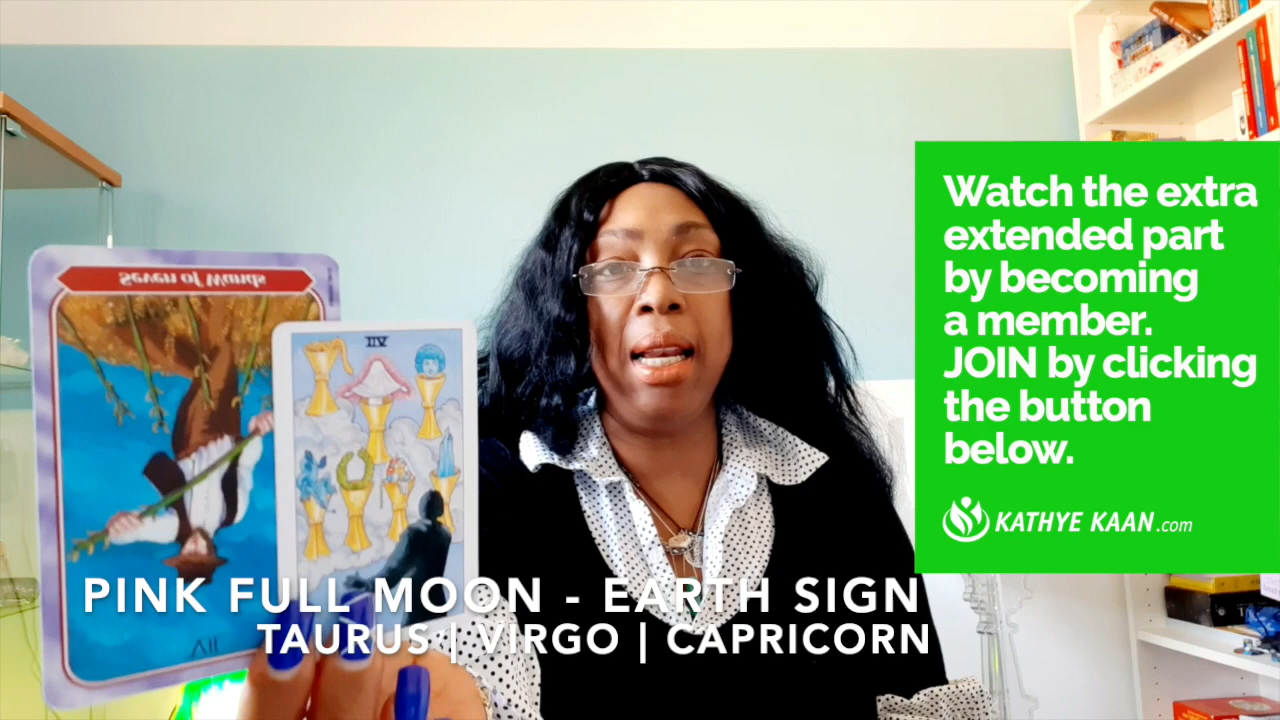 Seven of Wands
VII
VII
Watch the extra
extended part
by becoming
a member.
JOIN by clicking
the button
below.
KATHYE KAAN.com
PINK FULL MOON - EARTH SIGN
TAURUS | VIRGO | CAPRICORN